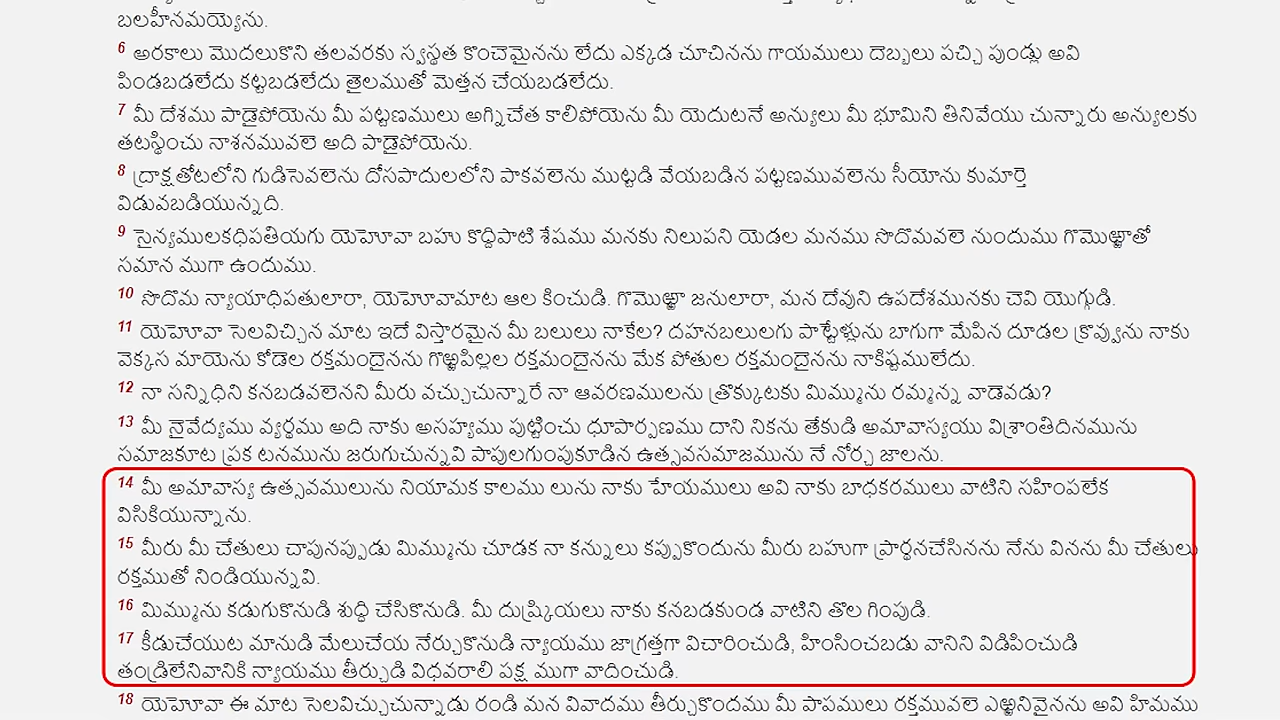 బలహీనమయ్యెను.
6 అరకాలు మొదలుకొని తలవరకు స్వస్థత కొంచెమైనను లేదు ఎక్కడ చూచినను గాయములు దెబ్బలు పచ్చి పుండ్లు అవి
పిండబడలేదు కట్టబడలేదు తైలముతో మెత్తన చేయబడలేదు.
7 మీ దేశము పాడైపోయెను మీ పట్టణములు అగ్నిచేత కాలిపోయెను మీ యెదుటనే అన్యులు మీ భూమిని తినివేయు చున్నారు అన్యులకు
తటస్థించు నాశనమువలె అది పాడైపోయెను.
8 ద్రాక్షతోటలోని గుడిసెవలెను దోసపాదులలోని పాకవలెను ముట్టడి వేయబడిన పట్టణమువలెను సీయోను కుమార్తె
విడువబడియున్నది.
9 సైన్యములకధిపతియగు యెహోవా బహు కొద్దిపాటి శేషము మనకు నిలుపని యెడల మనము సొదొమవలె నుందుము గొమొఱ్ఱాతో
సమాన ముగా ఉందుము.
10 సొదొమ న్యాయాధిపతులారా, యెహోవామాట ఆల కించుడి. గొమొఱ్ఱా జనులారా, మన దేవుని ఉపదేశమునకు చెవి యొగ్గుడి.
11 యెహోవా సెలవిచ్చిన మాట ఇదే విస్తారమైన మీ బలులు నాకేల? దహనబలులగు పాొట్టేళ్లును బాగుగా మేపిన దూడల క్రొవ్వును నాకు
వెక్కస మాయెను కోడెల రక్తమందైనను గొఱ్ఱపిల్లల రక్తమందైనను మేక పోతుల రక్తమందైనను నాకిష్టములేదు.
12 నా సన్నిధిని కనబడవలెనని మీరు వచ్చుచున్నారే నా ఆవరణములను త్రొక్కుటకు మిమ్మును రమ్మన్న వాడెవడు?
13 మీ నైవేద్యము వ్యర్థము అది నాకు అసహ్యము పుట్టించు ధూపార్పణము దాని నికను తేకుడి అమావాస్యయు విశ్రాంతిదినమును
సమాజకూట ప్రక టనమును జరుగుచున్నవి పాపులగుంపుకూడిన ఉత్సవసమాజమును నే నోర్చ జాలను.
14 మీ అమావాస్య ఉత్సవములును నియామక కాలము లును నాకు హేయములు అవి నాకు బాధకరములు వాటిని సహింపలేక
విసికియున్నాను.
15 మీరు మీ చేతులు చాపునప్పుడు మిమ్మును చూడక నా కన్నులు కప్పుకొందును మీరు బహుగా ప్రార్థనచేసినను నేను వినను మీ చేతులు
రక్తముతో నిండియున్నవి.
16 మిమ్మును కడుగుకొనుడి శుద్ధి చేసికొనుడి. మీ దుష్క్రియలు నాకు కనబడకుండ వాటిని తొల గింపుడి.
17 కీడుచేయుట మానుడి మేలుచేయ నేర్చుకొనుడి న్యాయము జాగ్రత్తగా విచారించుడి, హింసించబడు వానిని విడిపించుడి
తండ్రిలేనివానికి న్యాయము తీర్చుడి విధవరాలి పక్ష ముగా వాదించుడి.
18 యెహోవా ఈ మాట సెలవిచ్చుచున్నాడు రండి మన వివాదము తీర్చుకొందము మీ పాపములు రక్తమువలె ఎఱ్ఱనివైనను అవి హిమము